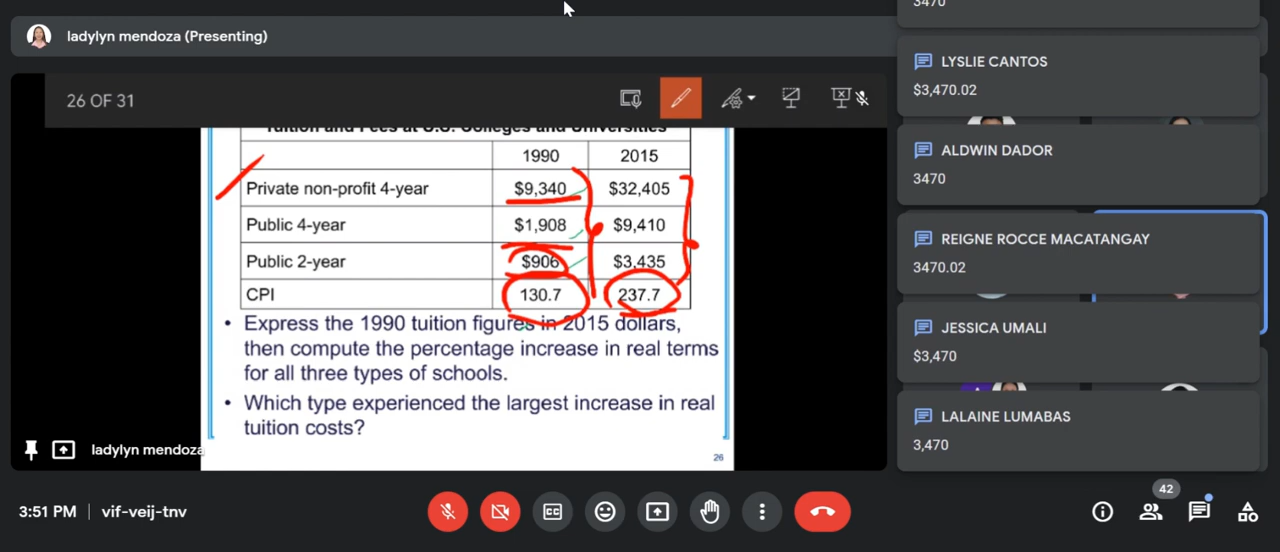 ladylyn mendoza (Presenting)
26 OF 31
Tuition and Fees at U.S. Colleges and Universities
1990 2015
Private non-profit 4-year $9,340 $32,405
Public 4-year $1,908 $9,410
Public 2-year $906 $3,435
CPI 130.7 237.7
• Express the 1990 tuition figures in 2015 dollars,
then compute the percentage increase in real terms
for all three types of schools.
• Which type experienced the largest increase in real
tuition costs?
26
ladylyn mendoza
3470
LYSLIE CANTOS
$3,470.02
ALDWIN DADOR
3470
REIGNE ROCCE MACATANGAY
3470.02
JESSICA UMALI
$3,470
LALAINE LUMABAS
3,470
3:51 PM | vif-veij-tnv
CC
42